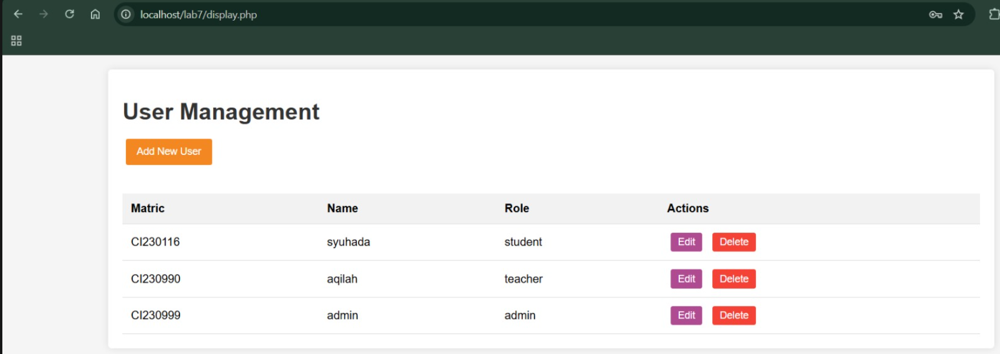 localhost/lab7/display.php
User Management
Add New User
Matric Name Role Actions
CI230116 syuhada student Edit Delete
CI230990 aqilah teacher Edit Delete
CI230999 admin admin Edit Delete